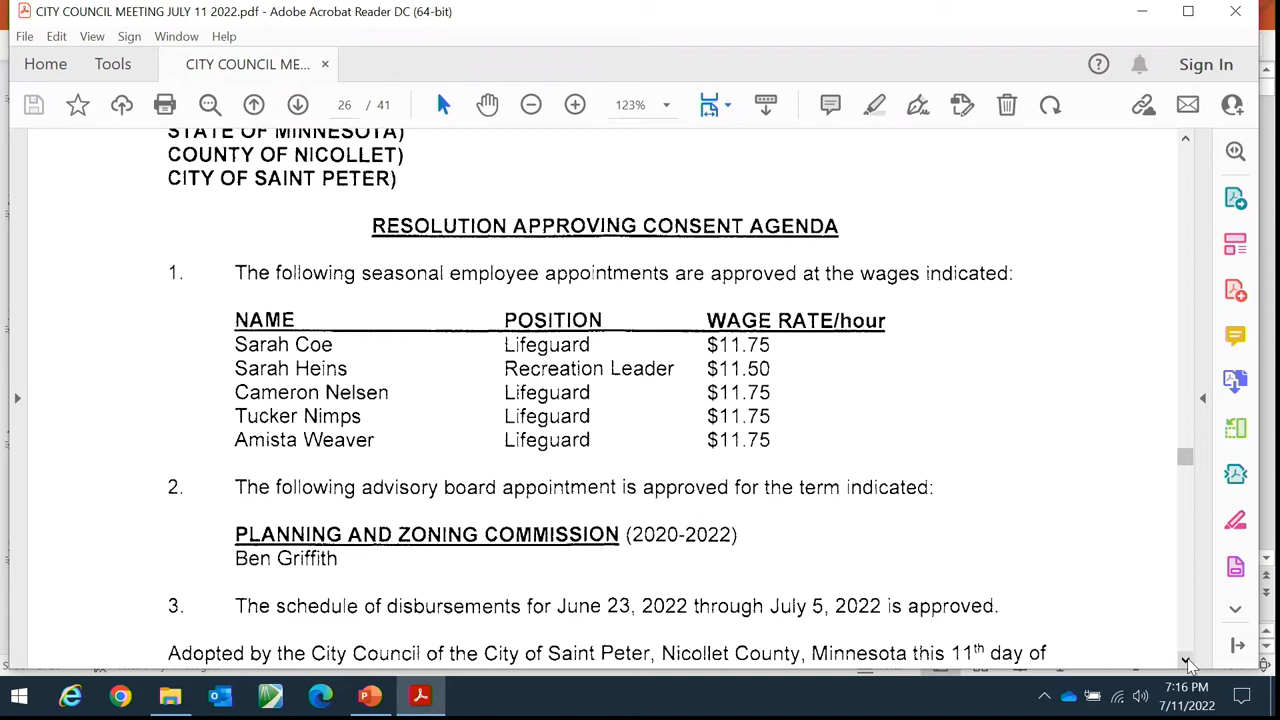 CITY COUNCIL MEETING JULY 11 2022.pdf - Adobe Acrobat Reader DC (64-bit)
File Edit View Sign Window Help
Home Tools CITY COUNCIL ME... × Sign In
26 / 41 123%
STATE OF MINNESOTA)
COUNTY OF NICOLLET)
CITY OF SAINT PETER)
RESOLUTION APPROVING CONSENT AGENDA
1. The following seasonal employee appointments are approved at the wages indicated:
NAME POSITION WAGE RATE/hour
Sarah Coe Lifeguard $11.75
Sarah Heins Recreation Leader $11.50
Cameron Nelsen Lifeguard $11.75
Tucker Nimps Lifeguard $11.75
Amista Weaver Lifeguard $11.75
2. The following advisory board appointment is approved for the term indicated:
PLANNING AND ZONING COMMISSION (2020-2022)
Ben Griffith
3. The schedule of disbursements for June 23, 2022 through July 5, 2022 is approved.
Adopted by the City Council of the City of Saint Peter, Nicollet County, Minnesota this 11th day of
7:16 PM
7/11/2022